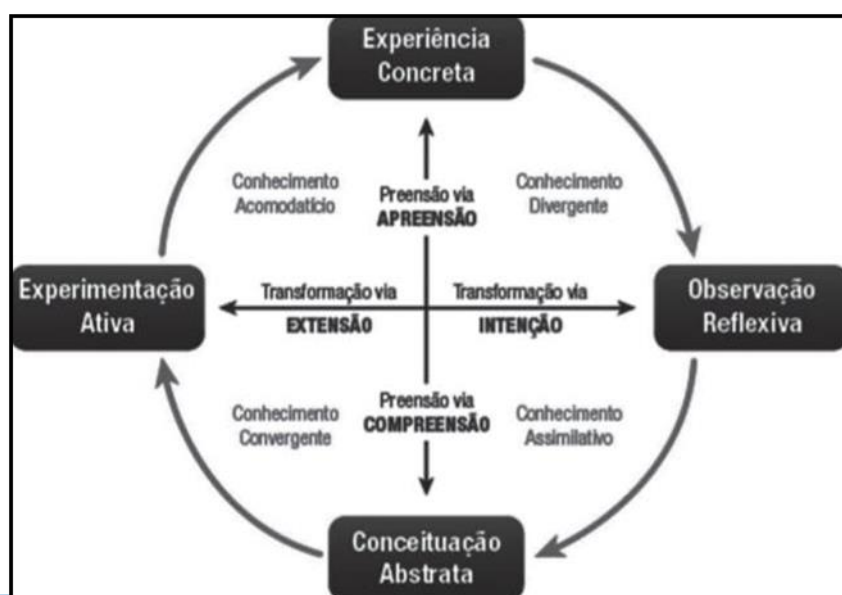 Experiência
Concreta
Conhecimento
Acomodatício
Preensão via
APREENSÃO
Conhecimento
Divergente
Experimentação
Ativa
Transformação via
EXTENSÃO
Transformação via
INTENÇÃO
Observação
Reflexiva
Conhecimento
Convergente
Preensão via
COMPREENSÃO
Conhecimento
Assimilativo
Conceituação
Abstrata